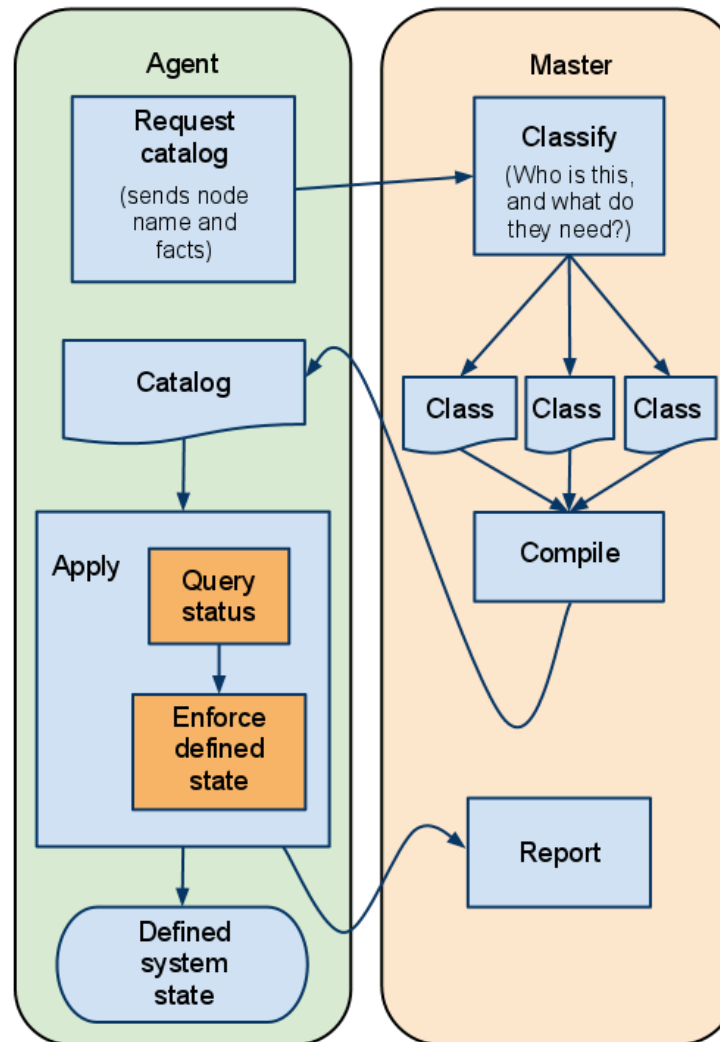 Agent
Request
catalog
(sends node
name and
facts)
Catalog
Apply
Query
status
Enforce
defined
state
Defined
system
state
Master
Classify
(Who is this,
and what do
they need?)
Class
Class
Class
Compile
Report